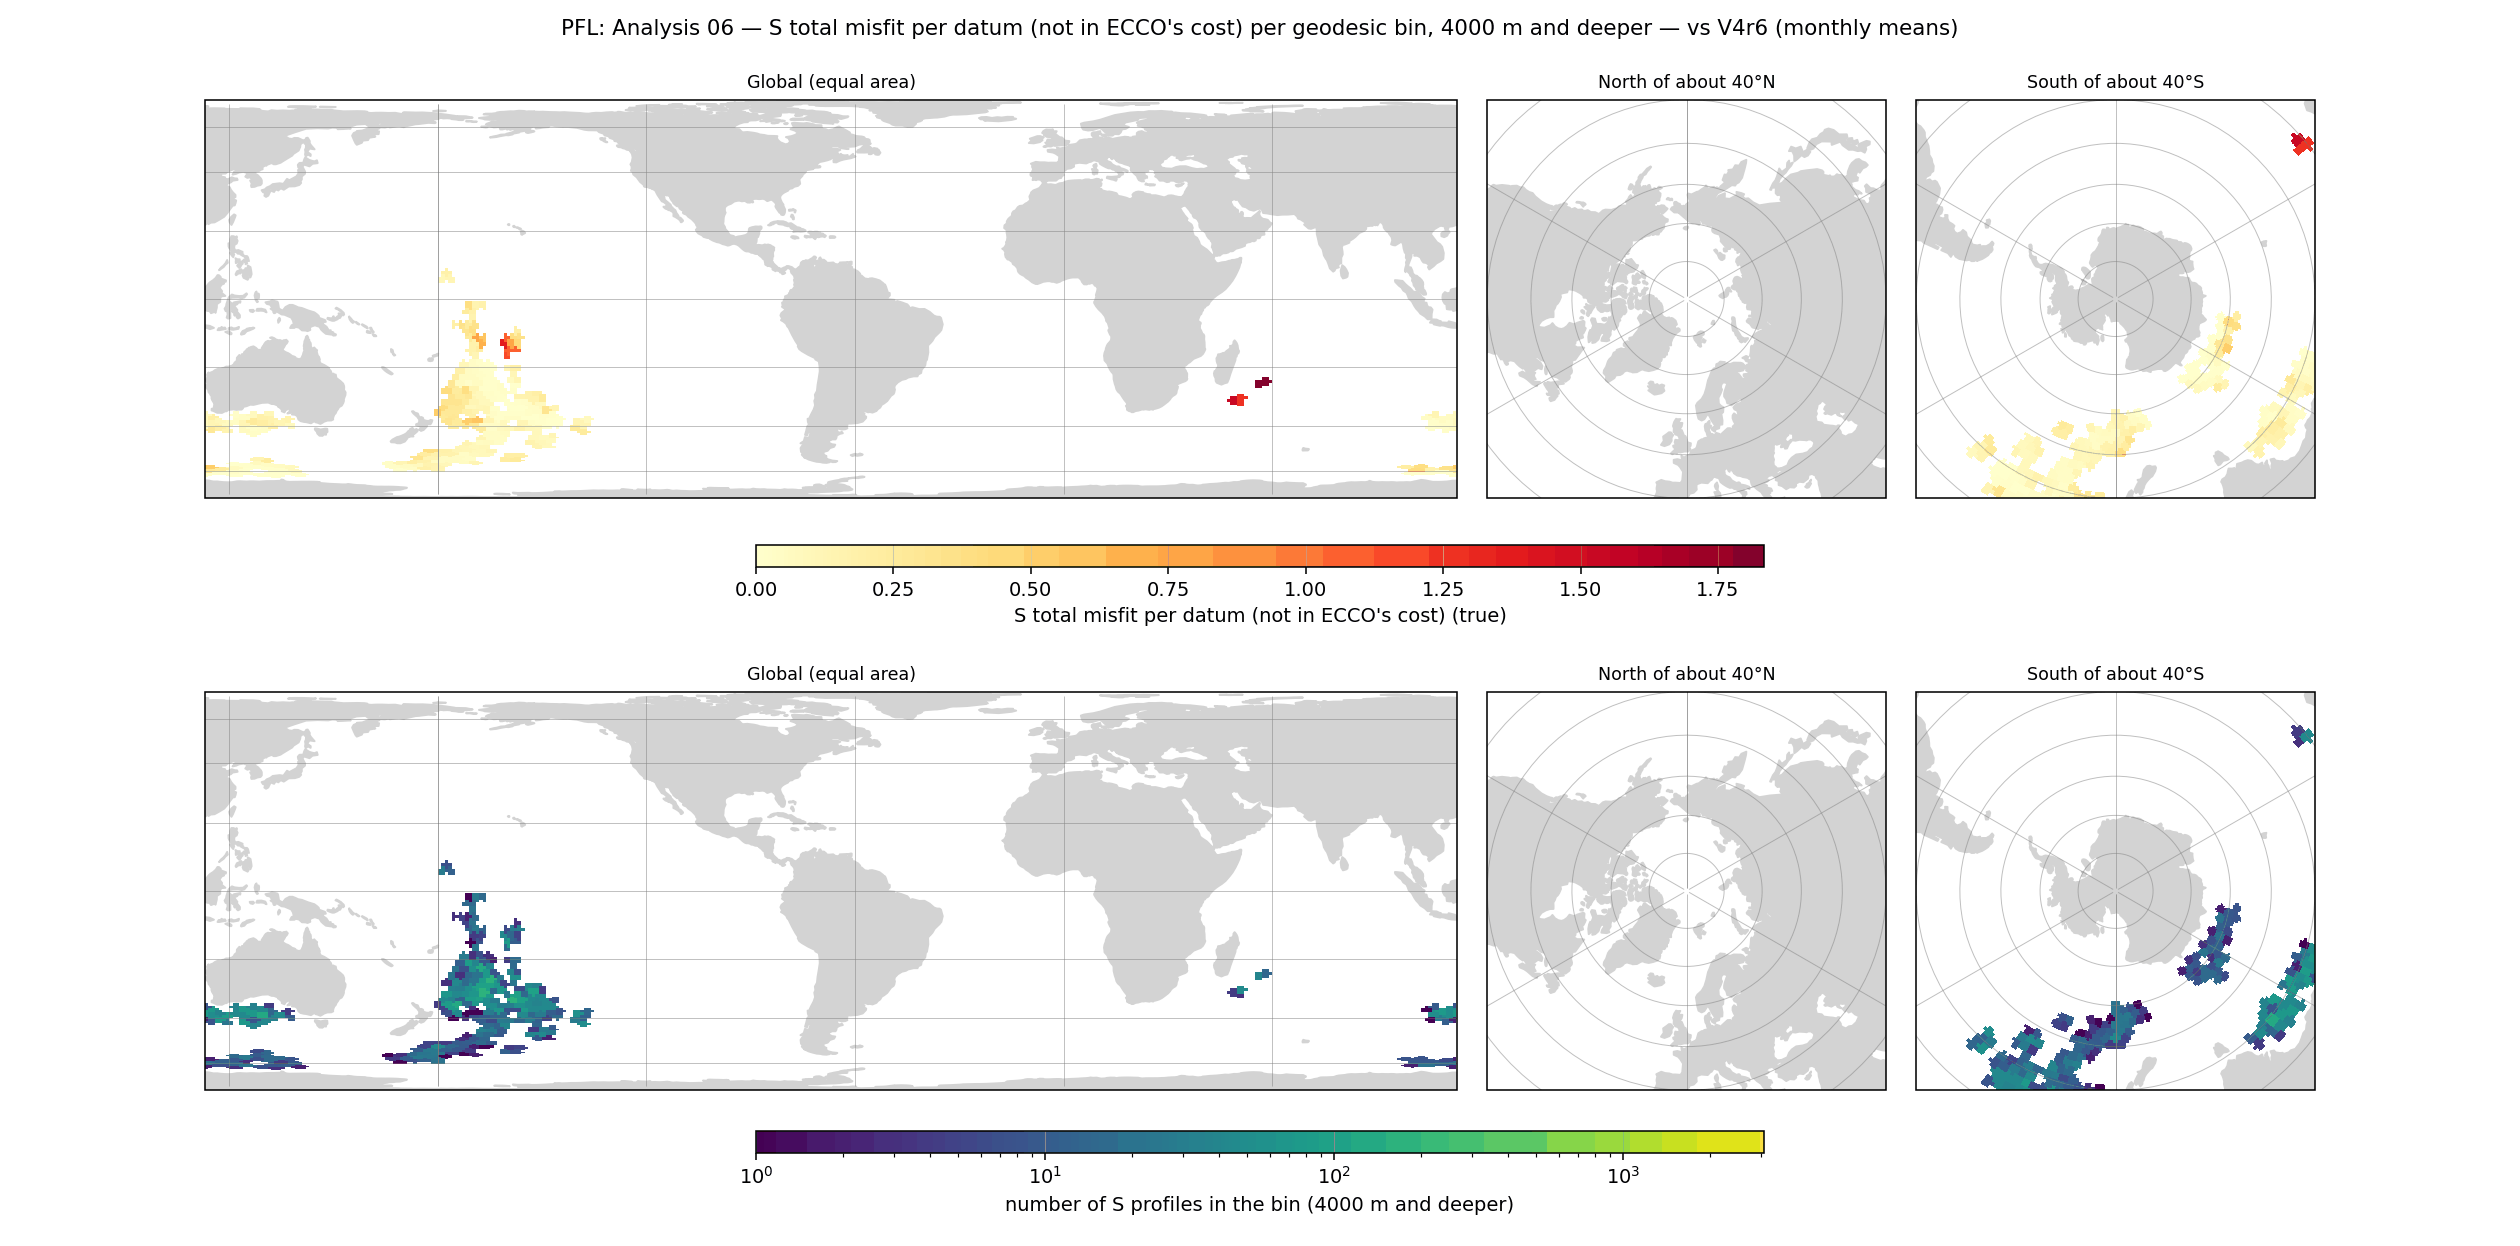 PFL: Analysis 06 — S total misfit per datum (not in ECCO's cost) per geodesic bin, 4000 m and deeper — vs V4r6 (monthly means)
Global (equal area)
North of about 40°N
South of about 40°S
0.00 0.25 0.50 0.75 1.00 1.25 1.50 1.75
S total misfit per datum (not in ECCO's cost) (true)
Global (equal area)
North of about 40°N
South of about 40°S
10⁰ 10¹ 10² 10³
number of S profiles in the bin (4000 m and deeper)